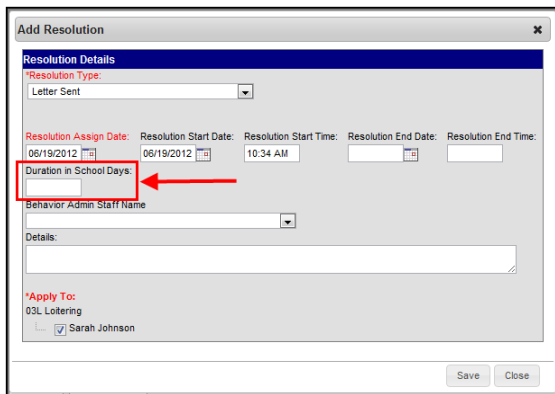 Add Resolution
Resolution Details
*Resolution Type:
Letter Sent
Resolution Assign Date: Resolution Start Date: Resolution Start Time: Resolution End Date: Resolution End Time:
06/19/2012 06/19/2012 10:34 AM
Duration in School Days:
Behavior Admin Staff Name
Details:
*Apply To:
03L Loitering
Sarah Johnson
Save Close